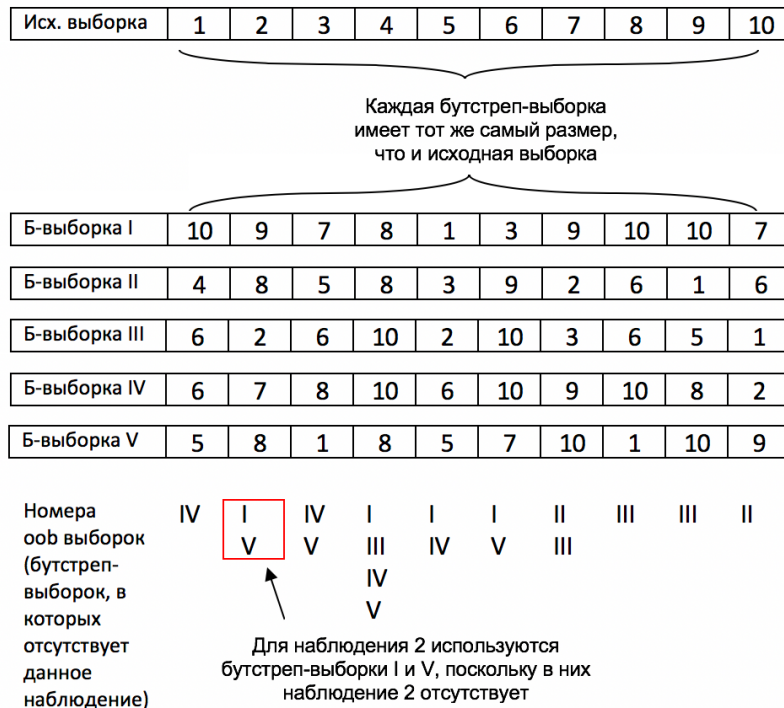 Исх. выборка 1 2 3 4 5 6 7 8 9 10
Каждая бутстреп-выборка
имеет тот же самый размер,
что и исходная выборка
Б-выборка I 10 9 7 8 1 3 9 10 10 7
Б-выборка II 4 8 5 8 3 9 2 6 1 6
Б-выборка III 6 2 6 10 2 10 3 6 5 1
Б-выборка IV 6 7 8 10 6 10 9 10 8 2
Б-выборка V 5 8 1 8 5 7 10 1 10 9
Номера IV I IV I I I II III III II
oob выборок V V III IV V III
(бутстреп- IV
выборок, в V
которых
отсутствует
данное
наблюдение)
Для наблюдения 2 используются
бутстреп-выборки I и V, поскольку в них
наблюдение 2 отсутствует